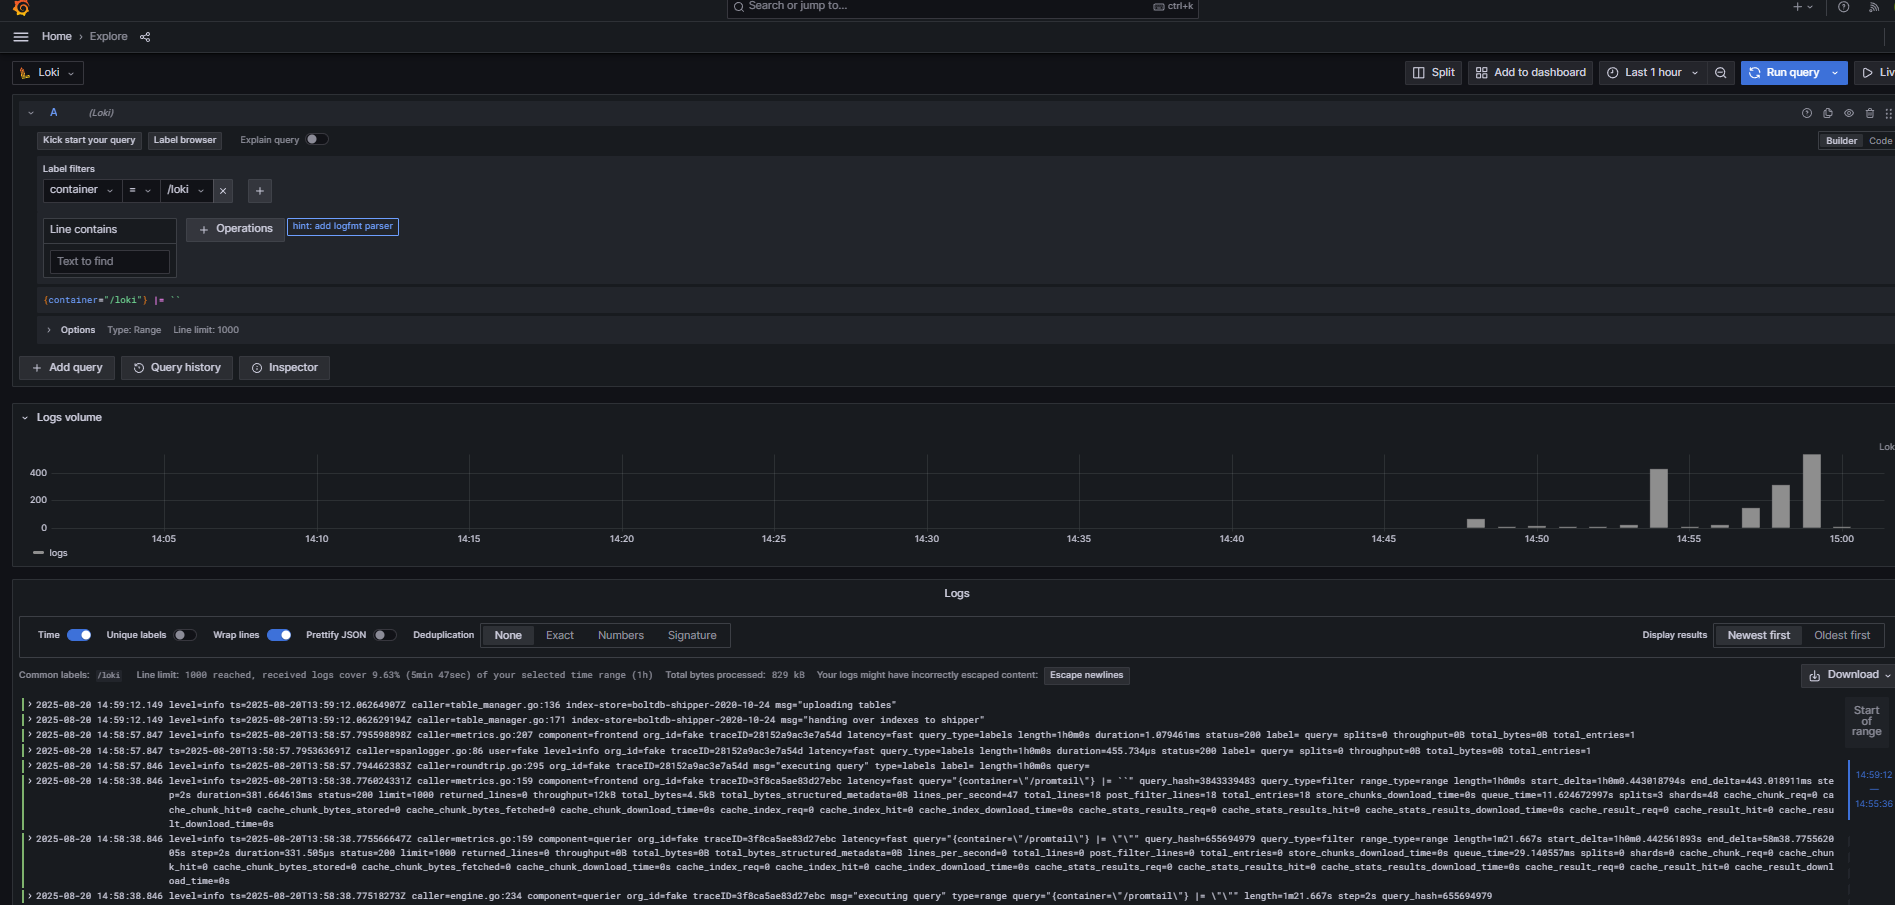 Search or jump to...
ctrl+k
Home › Explore
Loki
Split
Add to dashboard
Last 1 hour
Run query
Liv
A
(Loki)
Kick start your query
Label browser
Explain query
Builder
Code
Label filters
container
=
/loki
Line contains
Operations
hint: add logfmt parser
Text to find
{container="/loki"} |= ``
Options
Type: Range
Line limit: 1000
Add query
Query history
Inspector
Logs volume
Lok
400
200
0
14:05
14:10
14:15
14:20
14:25
14:30
14:35
14:40
14:45
14:50
14:55
15:00
logs
Logs
Time
Unique labels
Wrap lines
Prettify JSON
Deduplication
None
Exact
Numbers
Signature
Display results
Newest first
Oldest first
Common labels: /loki Line limit: 1000 reached, received logs cover 9.63% (5min 47sec) of your selected time range (1h) Total bytes processed: 829 kB Your logs might have incorrectly escaped content: Escape newlines
Download
2025-08-20 14:59:12.149 level=info ts=2025-08-20T13:59:12.06264907Z caller=table_manager.go:136 index-store=boltdb-shipper-2020-10-24 msg="uploading tables"
2025-08-20 14:59:12.149 level=info ts=2025-08-20T13:59:12.062629194Z caller=table_manager.go:171 index-store=boltdb-shipper-2020-10-24 msg="handing over indexes to shipper"
2025-08-20 14:58:57.847 level=info ts=2025-08-20T13:58:57.795598898Z caller=metrics.go:207 component=frontend org_id=fake traceID=28152a9ac3e7a54d latency=fast query_type=labels length=1h0m0s duration=1.079461ms status=200 label= query= splits=0 throughput=0B total_bytes=0B total_entries=1
2025-08-20 14:58:57.847 ts=2025-08-20T13:58:57.795363691Z caller=spanlogger.go:86 user=fake level=info org_id=fake traceID=28152a9ac3e7a54d latency=fast query_type=labels length=1h0m0s duration=455.734µs status=200 label= query= splits=0 throughput=0B total_bytes=0B total_entries=1
2025-08-20 14:58:57.846 level=info ts=2025-08-20T13:58:57.794462383Z caller=roundtrip.go:295 org_id=fake traceID=28152a9ac3e7a54d msg="executing query" type=labels label= length=1h0m0s query=
2025-08-20 14:58:38.846 level=info ts=2025-08-20T13:58:38.776024331Z caller=metrics.go:159 component=frontend org_id=fake traceID=3f8ca5ae83d27ebc latency=fast query="{container=\"/promtail\"} |= ``" query_hash=3843339483 query_type=filter range_type=range length=1h0m0s start_delta=1h0m0.443018794s end_delta=443.018911ms ste
p=2s duration=381.664613ms status=200 limit=1000 returned_lines=0 throughput=12kB total_bytes=4.5kB total_bytes_structured_metadata=0B lines_per_second=47 total_lines=18 post_filter_lines=18 total_entries=18 store_chunks_download_time=0s queue_time=11.624672997s splits=3 shards=48 cache_chunk_req=0 ca
che_chunk_hit=0 cache_chunk_bytes_stored=0 cache_chunk_bytes_fetched=0 cache_chunk_download_time=0s cache_index_req=0 cache_index_hit=0 cache_index_download_time=0s cache_stats_results_req=0 cache_stats_results_hit=0 cache_stats_results_download_time=0s cache_result_req=0 cache_result_hit=0 cache_resu
lt_download_time=0s
2025-08-20 14:58:38.846 level=info ts=2025-08-20T13:58:38.775566647Z caller=metrics.go:159 component=querier org_id=fake traceID=3f8ca5ae83d27ebc latency=fast query="{container=\"/promtail\"} |= \"\"" query_hash=655694979 query_type=filter range_type=range length=1m21.667s start_delta=1h0m0.442561893s end_delta=58m38.7755620
05s step=2s duration=331.505µs status=200 limit=1000 returned_lines=0 throughput=0B total_bytes=0B total_bytes_structured_metadata=0B lines_per_second=0 total_lines=0 post_filter_lines=0 total_entries=0 store_chunks_download_time=0s queue_time=29.140557ms splits=0 shards=0 cache_chunk_req=0 cache_chun
k_hit=0 cache_chunk_bytes_stored=0 cache_chunk_bytes_fetched=0 cache_chunk_download_time=0s cache_index_req=0 cache_index_hit=0 cache_index_download_time=0s cache_stats_results_req=0 cache_stats_results_hit=0 cache_stats_results_download_time=0s cache_result_req=0 cache_result_hit=0 cache_result_downl
oad_time=0s
2025-08-20 14:58:38.846 level=info ts=2025-08-20T13:58:38.77518273Z caller=engine.go:234 component=querier org_id=fake traceID=3f8ca5ae83d27ebc msg="executing query" type=range query="{container=\"/promtail\"} |= \"\"" length=1m21.667s step=2s query_hash=655694979
Start
of
range
14:59:12
—
14:55:36